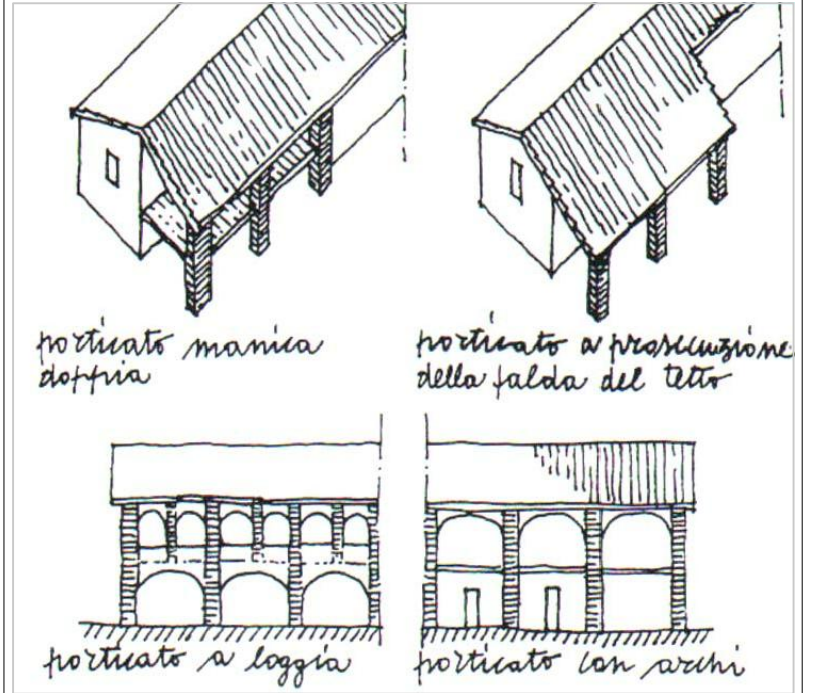 porticato manica
doppia
porticato a prosecuzione
della falda del tetto
porticato a loggia
porticato con archi